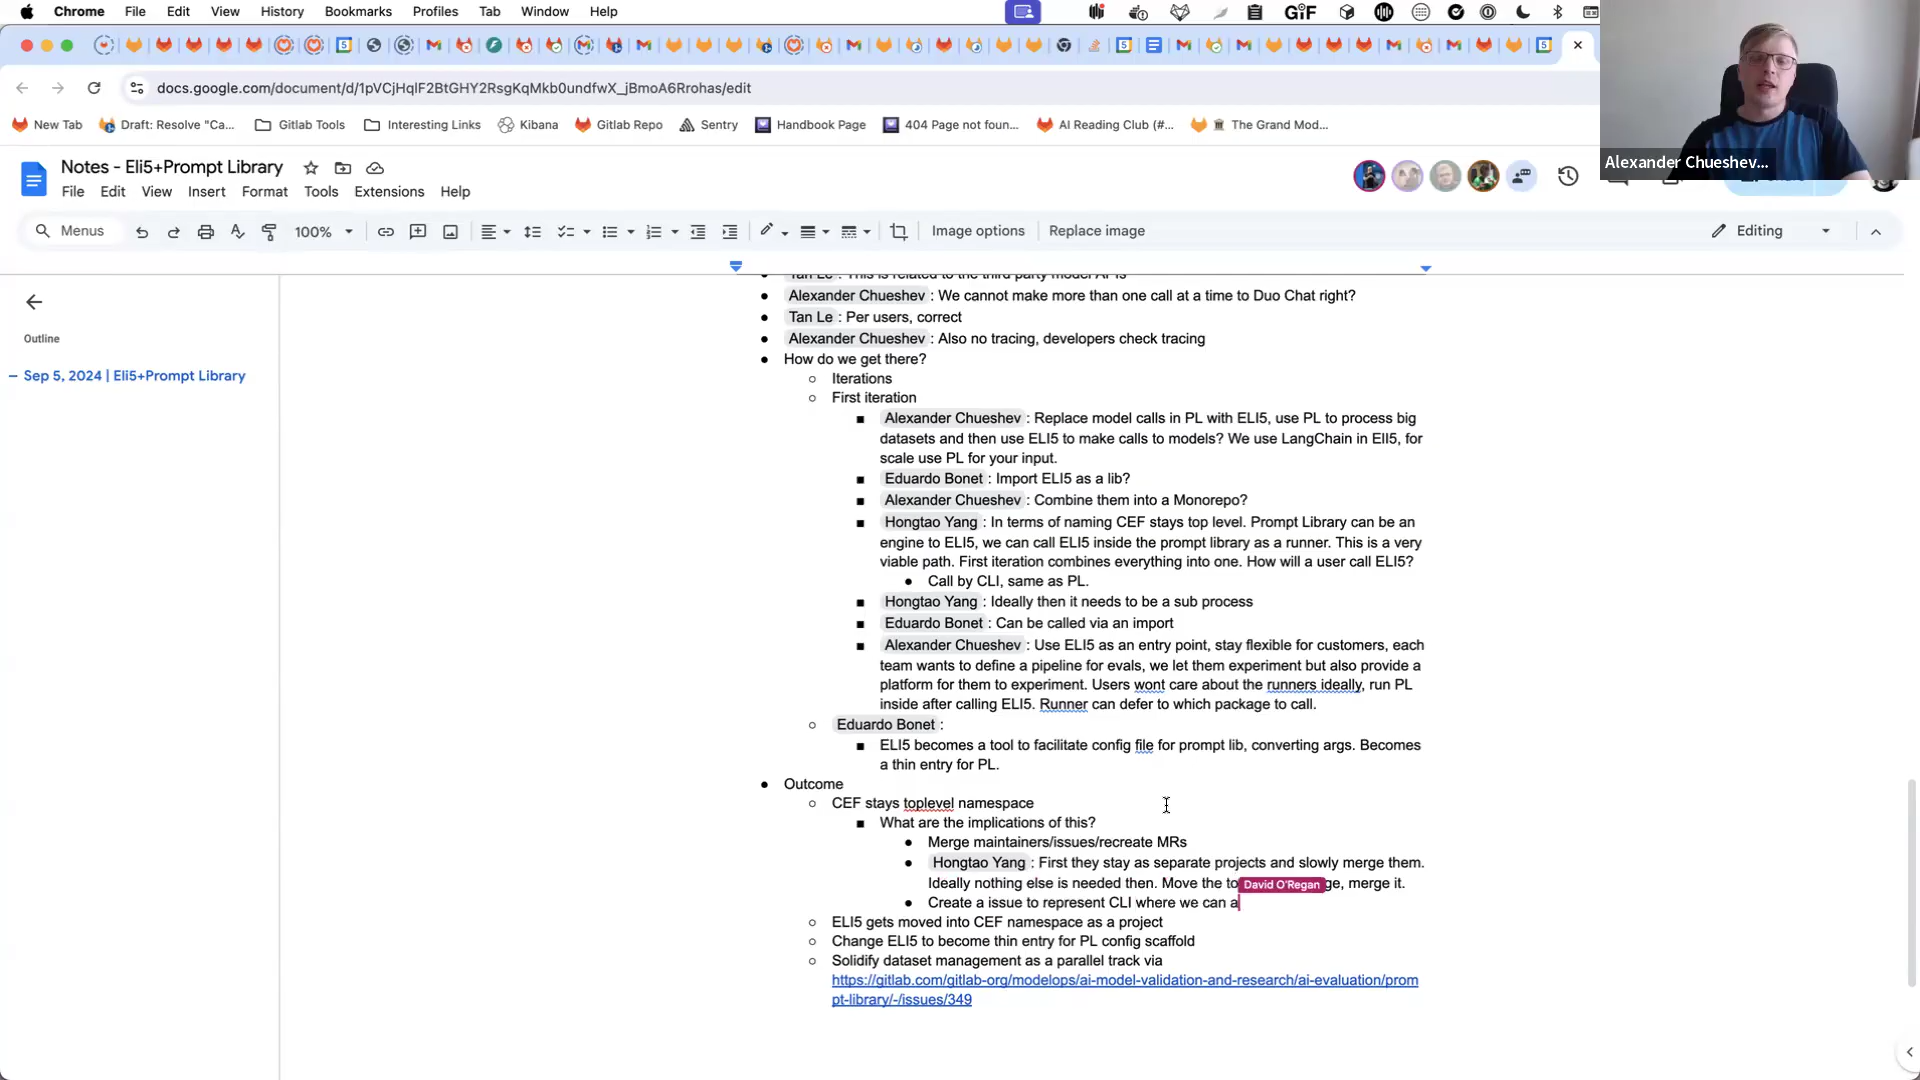 Chrome File Edit View History Bookmarks Profiles Tab Window Help
GIF
docs.google.com/document/d/1pVCjHqlF2BtGHY2RsgKqMkb0undfwX_jBmoA6Rrohas/edit
New Tab Draft: Resolve "Ca... Gitlab Tools Interesting Links Kibana Gitlab Repo Sentry Handbook Page 404 Page not foun... AI Reading Club (#... The Grand Mod...
Alexander Chueshev...
Notes - Eli5+Prompt Library
File Edit View Insert Format Tools Extensions Help
Menus 100% Image options Replace image Editing
Outline
Sep 5, 2024 | Eli5+Prompt Library
Tan Le : This is related to the third party model APIs
Alexander Chueshev : We cannot make more than one call at a time to Duo Chat right?
Tan Le : Per users, correct
Alexander Chueshev : Also no tracing, developers check tracing
How do we get there?
Iterations
First iteration
Alexander Chueshev : Replace model calls in PL with ELI5, use PL to process big
datasets and then use ELI5 to make calls to models? We use LangChain in ElI5, for
scale use PL for your input.
Eduardo Bonet : Import ELI5 as a lib?
Alexander Chueshev : Combine them into a Monorepo?
Hongtao Yang : In terms of naming CEF stays top level. Prompt Library can be an
engine to ELI5, we can call ELI5 inside the prompt library as a runner. This is a very
viable path. First iteration combines everything into one. How will a user call ELI5?
Call by CLI, same as PL.
Hongtao Yang : Ideally then it needs to be a sub process
Eduardo Bonet : Can be called via an import
Alexander Chueshev : Use ELI5 as an entry point, stay flexible for customers, each
team wants to define a pipeline for evals, we let them experiment but also provide a
platform for them to experiment. Users wont care about the runners ideally, run PL
inside after calling ELI5. Runner can defer to which package to call.
Eduardo Bonet :
ELI5 becomes a tool to facilitate config file for prompt lib, converting args. Becomes
a thin entry for PL.
Outcome
CEF stays toplevel namespace
What are the implications of this?
Merge maintainers/issues/recreate MRs
Hongtao Yang : First they stay as separate projects and slowly merge them.
Ideally nothing else is needed then. Move the to David O'Regan ge, merge it.
Create a issue to represent CLI where we can a
ELI5 gets moved into CEF namespace as a project
Change ELI5 to become thin entry for PL config scaffold
Solidify dataset management as a parallel track via
https://gitlab.com/gitlab-org/modelops/ai-model-validation-and-research/ai-evaluation/prom
pt-library/-/issues/349